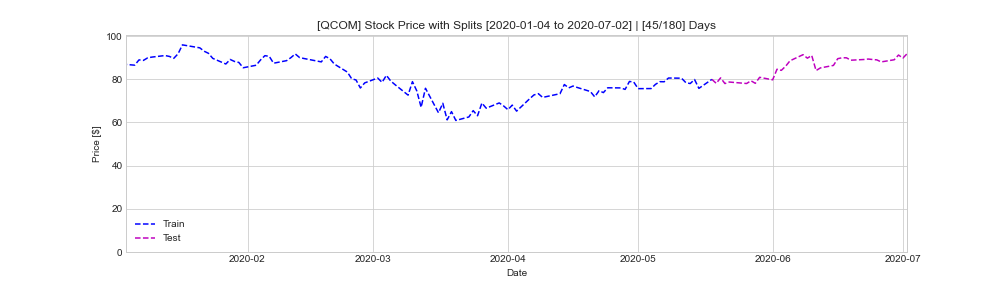 [QCOM] Stock Price with Splits [2020-01-04 to 2020-07-02] | [45/180] Days
100
80
60
40
20
0
Price [$]
Train
Test
2020-02
2020-03
2020-04
2020-05
2020-06
2020-07
Date